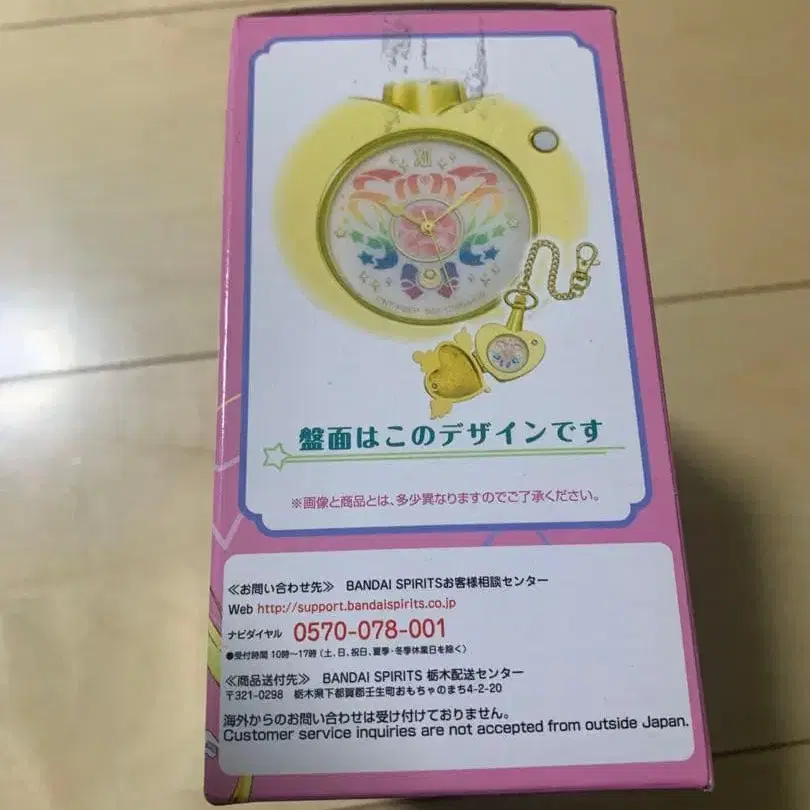 XII
盤面はこのデザインです
※画像と商品とは、多少異なりますのでご了承ください。
≪お問い合わせ先≫ BANDAI SPIRITSお客様相談センター
Web http://support.bandaispirits.co.jp
ナビダイヤル 0570-078-001
●受付時間 10時〜17時（土、日、祝日、夏季・冬季休業日を除く）
≪商品送付先≫ BANDAI SPIRITS 栃木配送センター
〒321-0298 栃木県下都賀郡壬生町おもちゃのまち4-2-20
海外からのお問い合わせは受け付けておりません。
Customer service inquiries are not accepted from outside Japan.